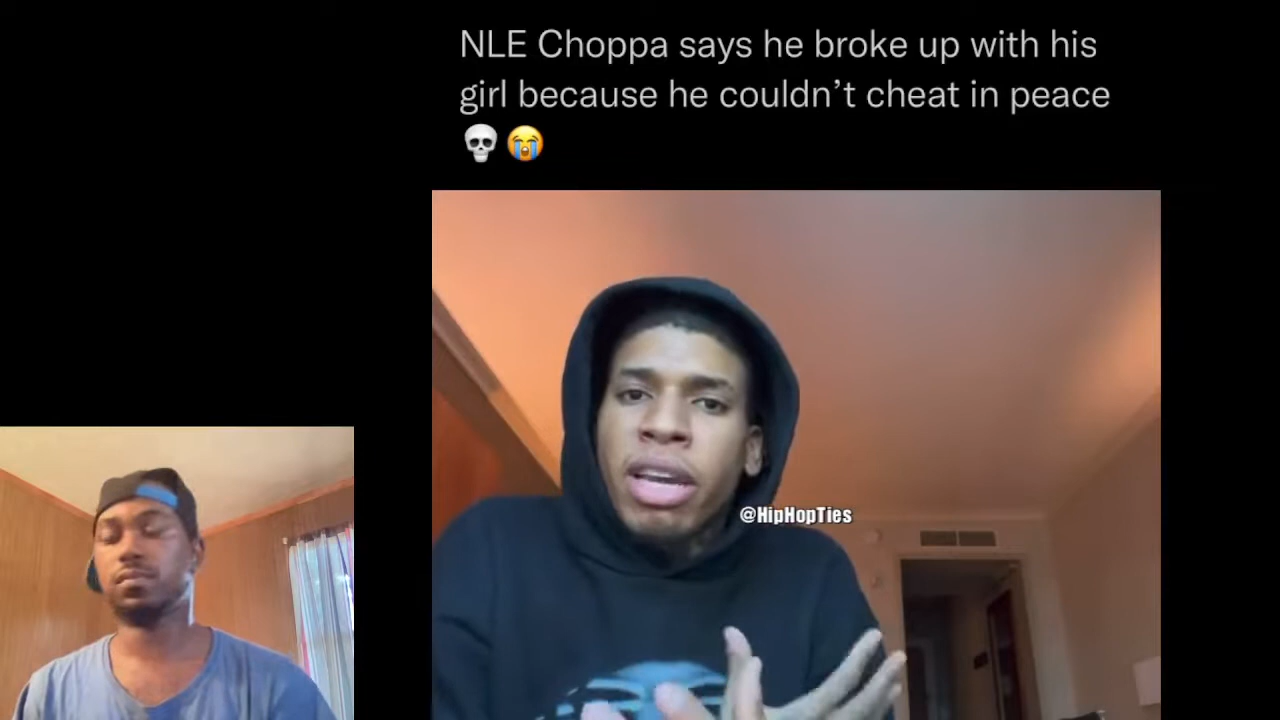 NLE Choppa says he broke up with his
girl because he couldn’t cheat in peace
💀😭
@HipHopTies